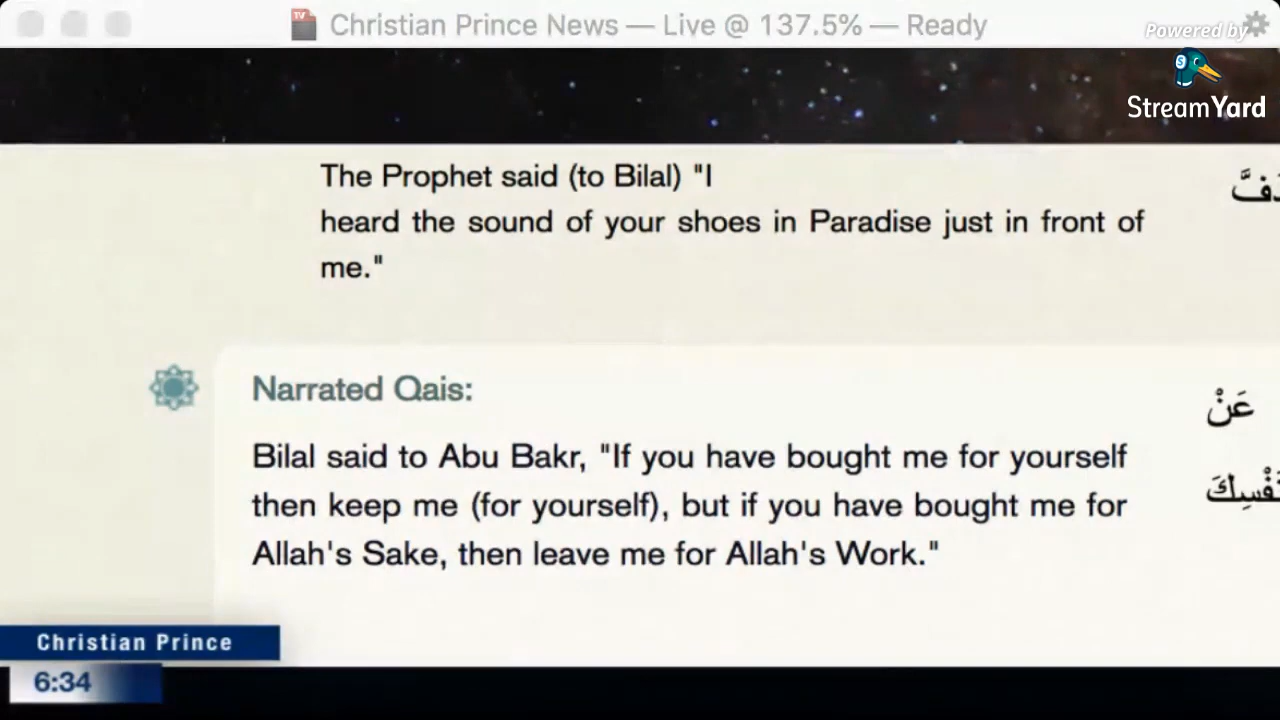 Christian Prince News — Live @ 137.5% — Ready
Powered by
StreamYard
The Prophet said (to Bilal) "I
heard the sound of your shoes in Paradise just in front of
me."
Narrated Qais:
عَنْ
Bilal said to Abu Bakr, "If you have bought me for yourself
then keep me (for yourself), but if you have bought me for
Allah's Sake, then leave me for Allah's Work."
Christian Prince
6:34